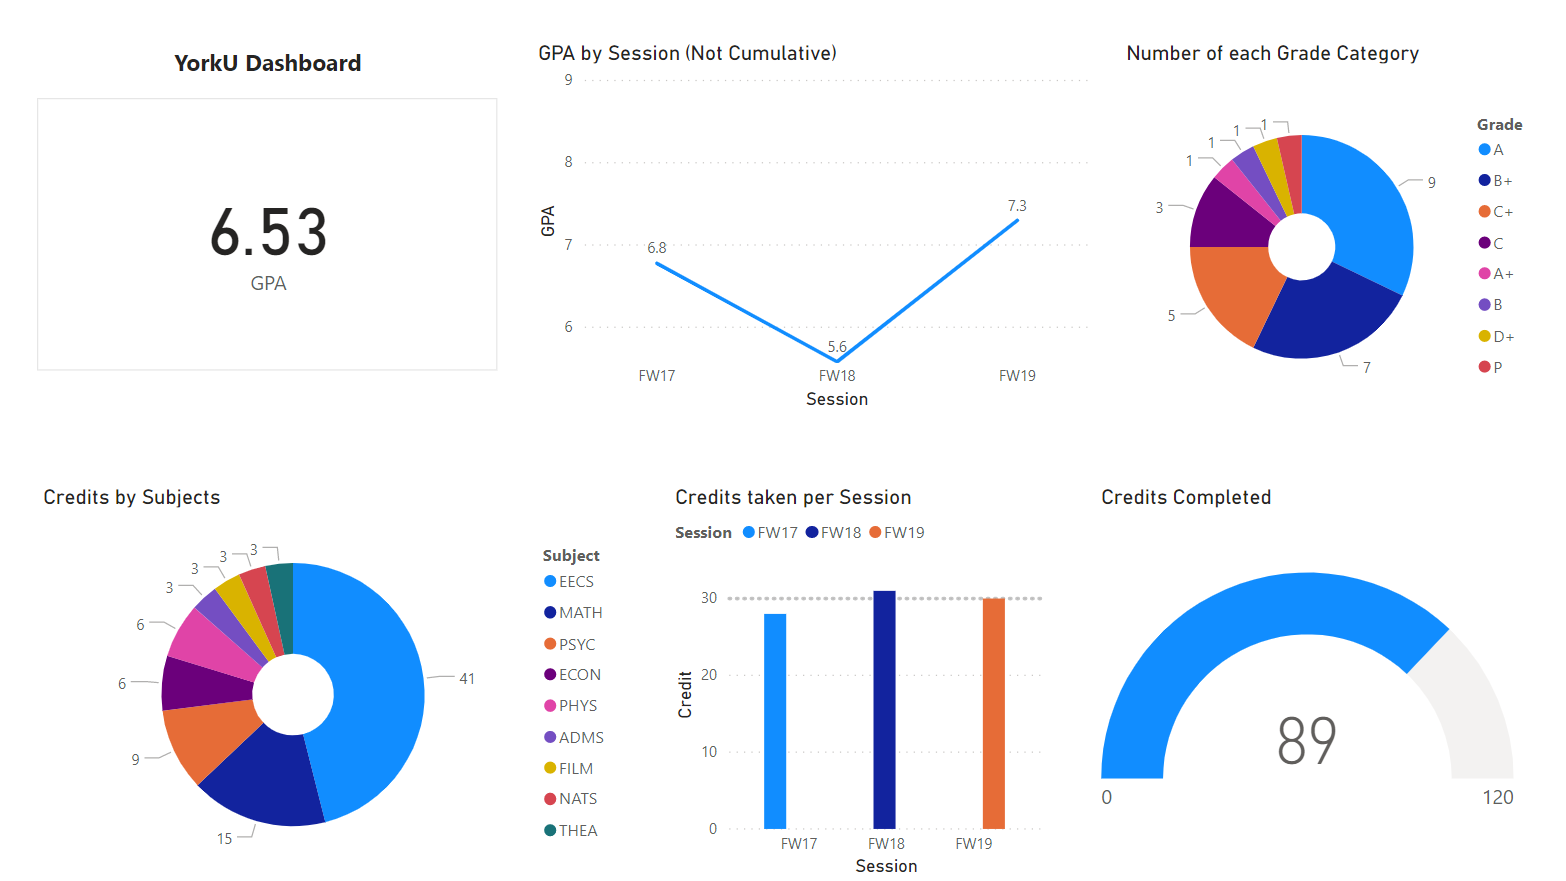 YorkU Dashboard
6.53
GPA
GPA by Session (Not Cumulative)
9
8
7
6
GPA
6.8
5.6
7.3
FW17
FW18
FW19
Session
Number of each Grade Category
1
1
1
1
3
5
7
9
Grade
A
B+
C+
C
A+
B
D+
P
Credits by Subjects
3
3
3
3
6
6
9
15
41
Subject
EECS
MATH
PSYC
ECON
PHYS
ADMS
FILM
NATS
THEA
Credits taken per Session
Session FW17 FW18 FW19
30
20
10
0
Credit
FW17
FW18
FW19
Session
Credits Completed
89
0
120